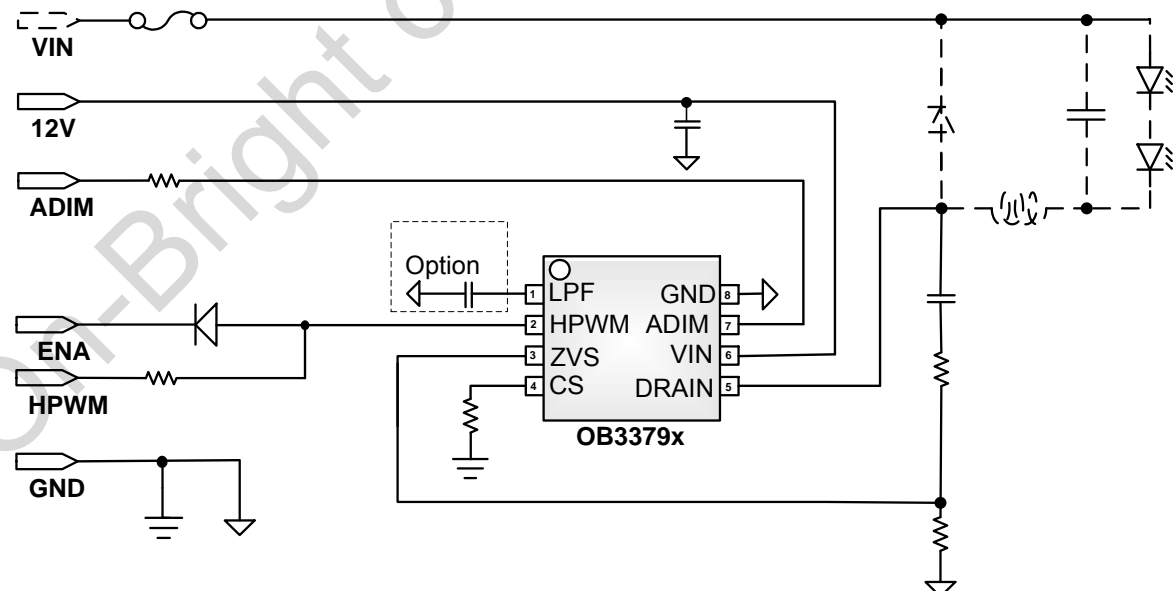 VIN
12V
ADIM
ENA
HPWM
GND
Option
1 LPF
2 HPWM
3 ZVS
4 CS
GND 8
ADIM 7
VIN 6
DRAIN 5
OB3379x
On-Bright